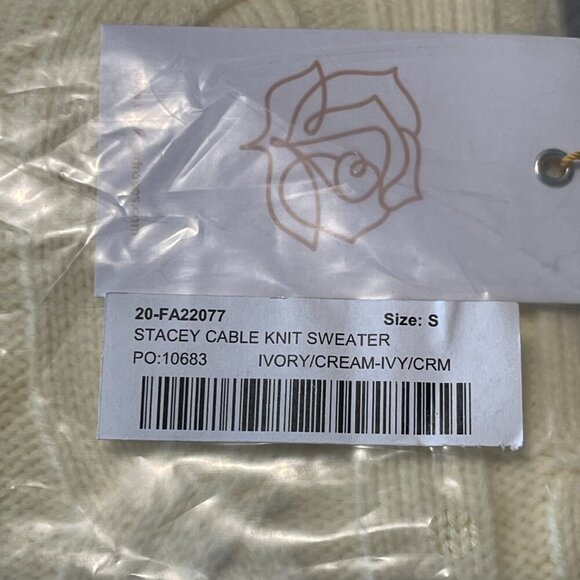 20-FA22077 Size: S
STACEY CABLE KNIT SWEATER
PO:10683 IVORY/CREAM-IVY/CRM